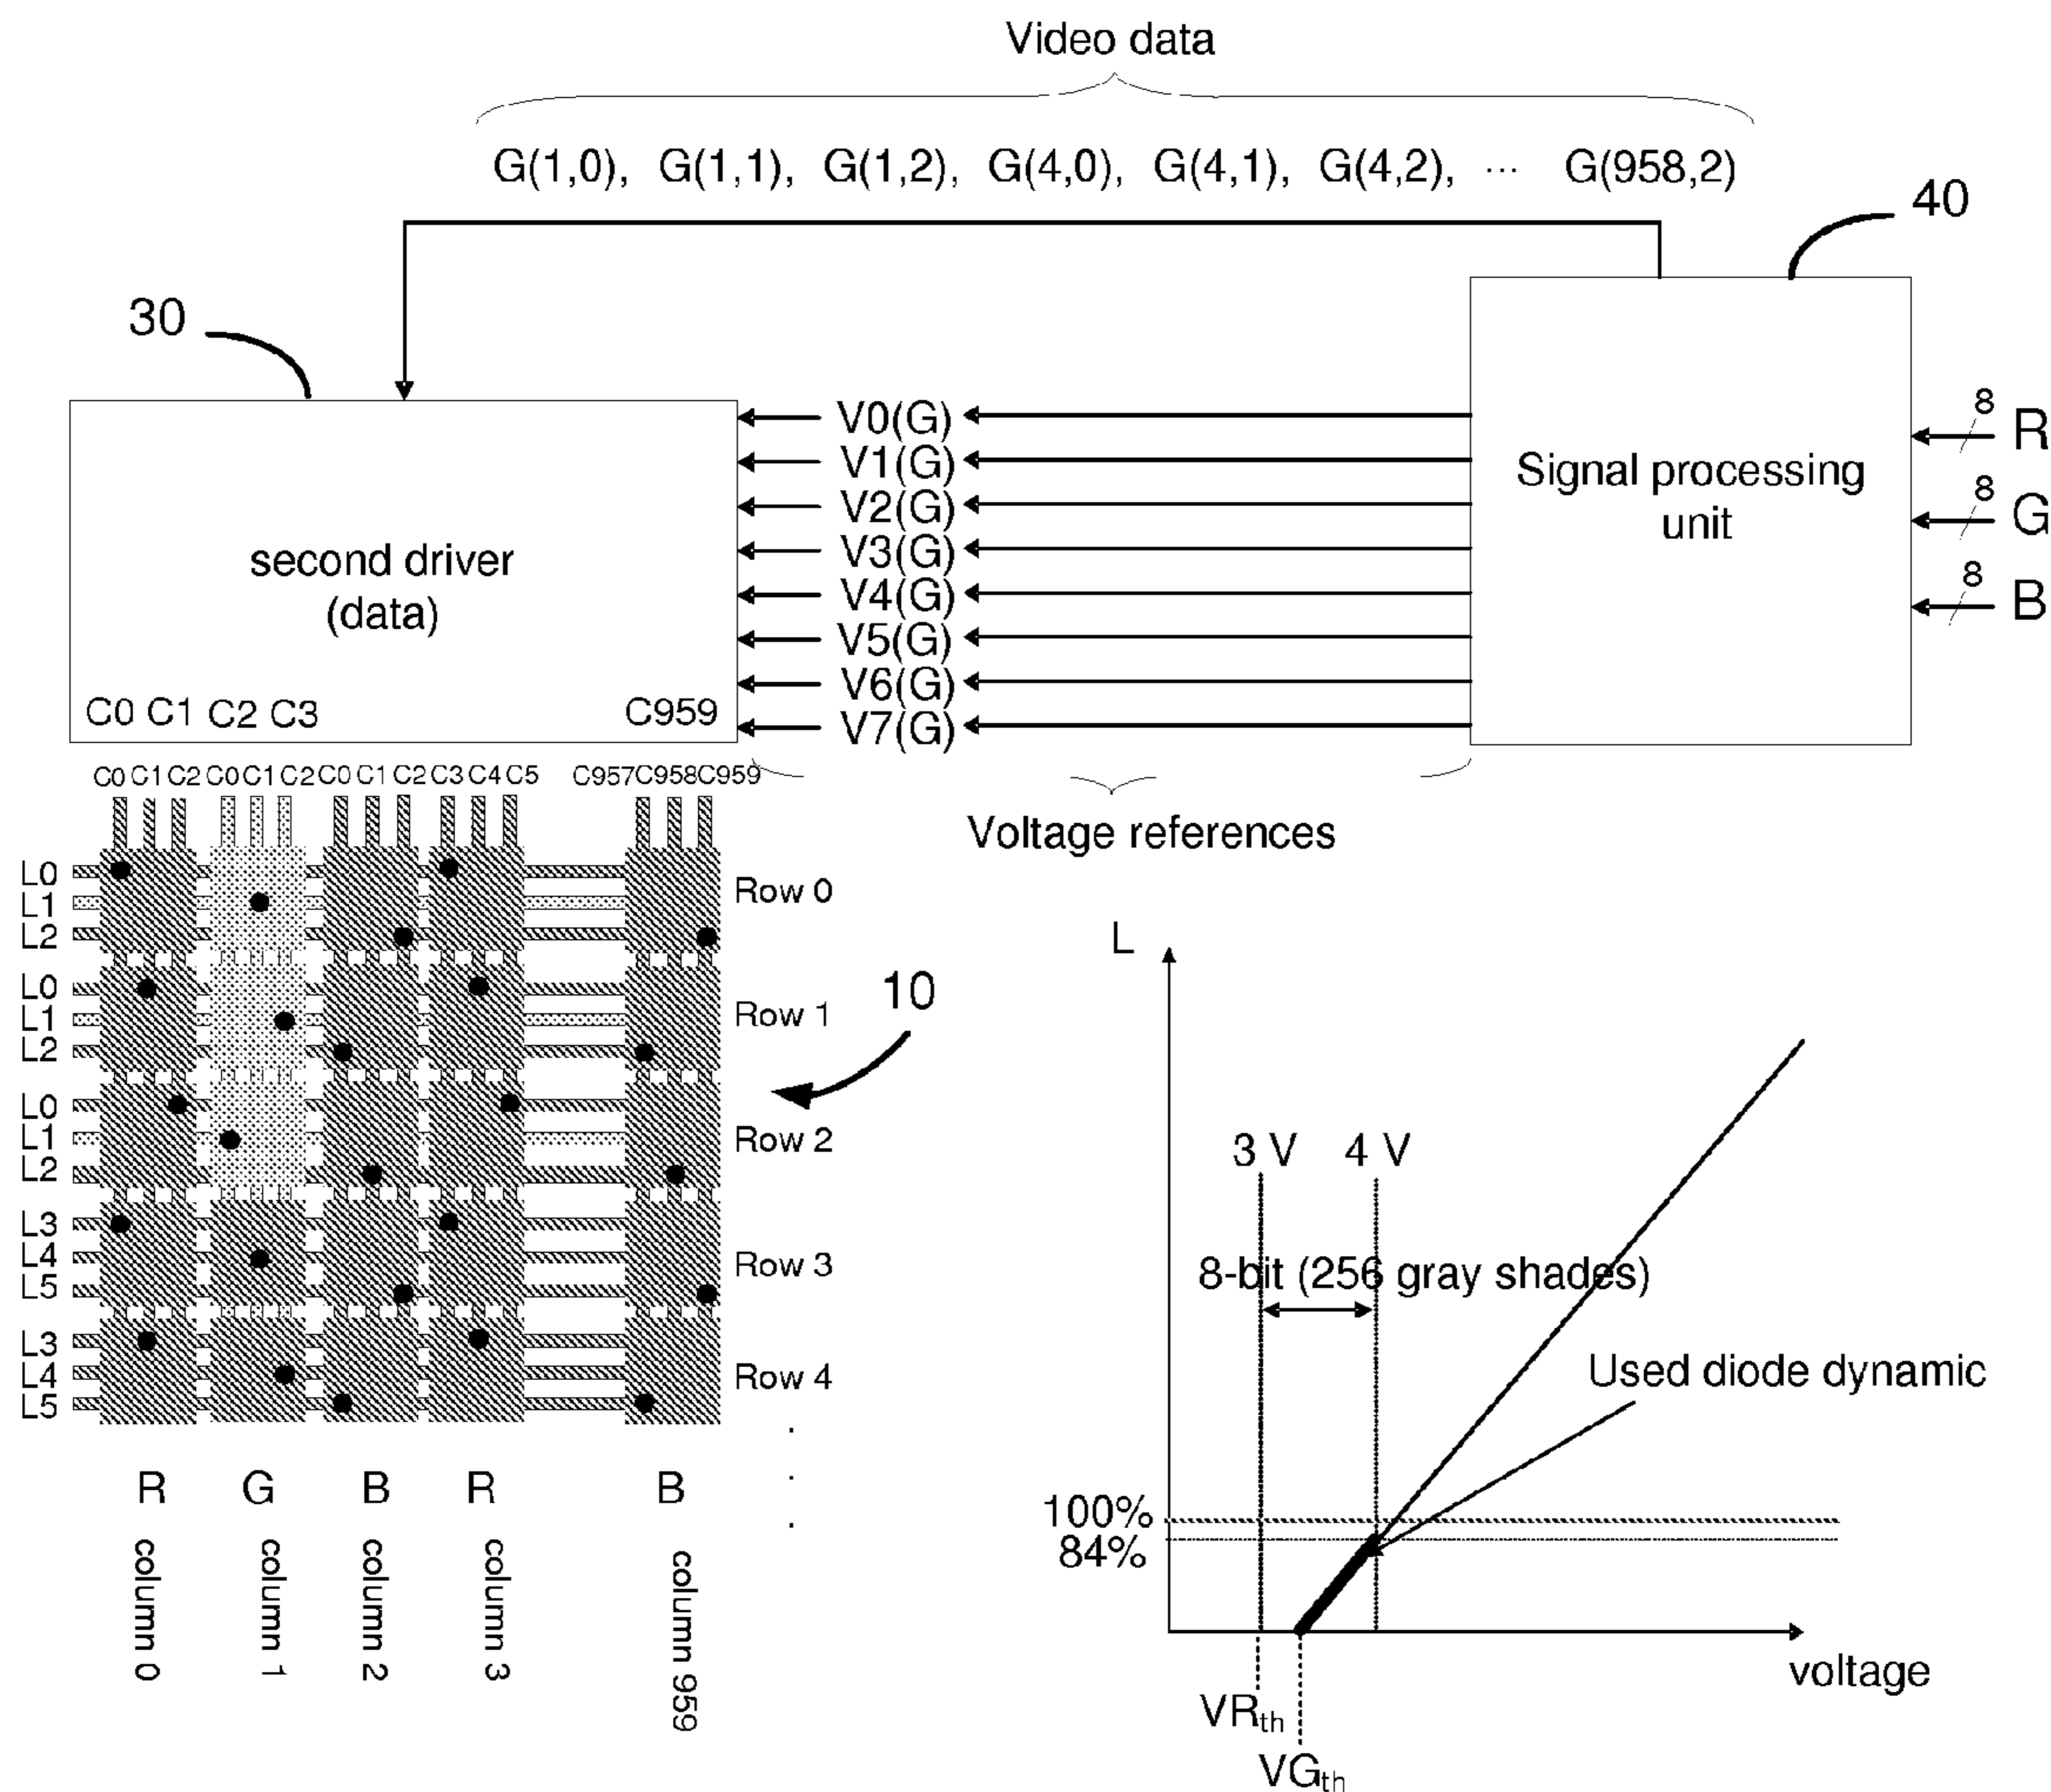 Video data
G(1,0), G(1,1), G(1,2), G(4,0), G(4,1), G(4,2), ... G(958,2)
40
30
V0(G)
V1(G)
V2(G)
V3(G)
V4(G)
V5(G)
V6(G)
V7(G)
second driver
(data)
C0 C1 C2 C3 C959
Signal processing
unit
8 R
8 G
8 B
C0 C1 C2 C0 C1 C2 C0 C1 C2 C3 C4 C5 C957 C958 C959
Voltage references
L0
L1 Row 0
L2
L0
L1 Row 1
L2
L0
L1 Row 2
L2
L3
L4 Row 3
L5
L3
L4 Row 4
L5
10
R G B R B
column 0
column 1
column 2
column 3
column 959
L
3 V 4 V
8-bit (256 gray shades)
Used diode dynamic
100%
84%
voltage
VRth
VGth